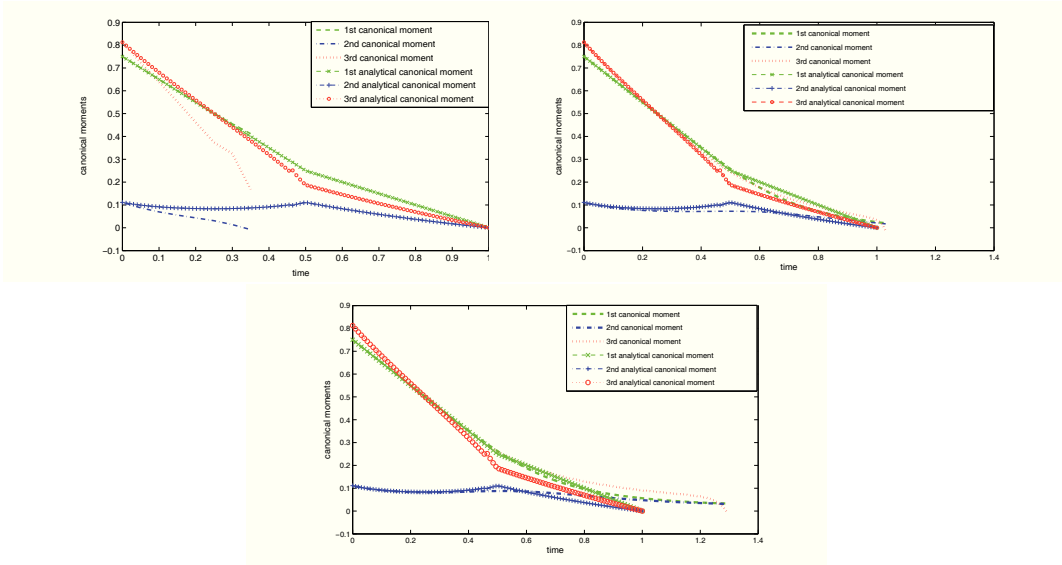 0.9
0.8
0.7
0.6
0.5
0.4
0.3
0.2
0.1
0
−0.1
canonical moments
0 0.1 0.2 0.3 0.4 0.5 0.6 0.7 0.8 0.9 1
time
1st canonical moment
2nd canonical moment
3rd canonical moment
1st analytical canonical moment
2nd analytical canonical moment
3rd analytical canonical moment
0.9
0.8
0.7
0.6
0.5
0.4
0.3
0.2
0.1
0
−0.1
canonical moments
0 0.2 0.4 0.6 0.8 1 1.2 1.4
time
1st canonical moment
2nd canonical moment
3rd canonical moment
1st analytical canonical moment
2nd analytical canonical moment
3rd analytical canonical moment
0.9
0.8
0.7
0.6
0.5
0.4
0.3
0.2
0.1
0
−0.1
canonical moments
0 0.2 0.4 0.6 0.8 1 1.2 1.4
time
1st canonical moment
2nd canonical moment
3rd canonical moment
1st analytical canonical moment
2nd analytical canonical moment
3rd analytical canonical moment